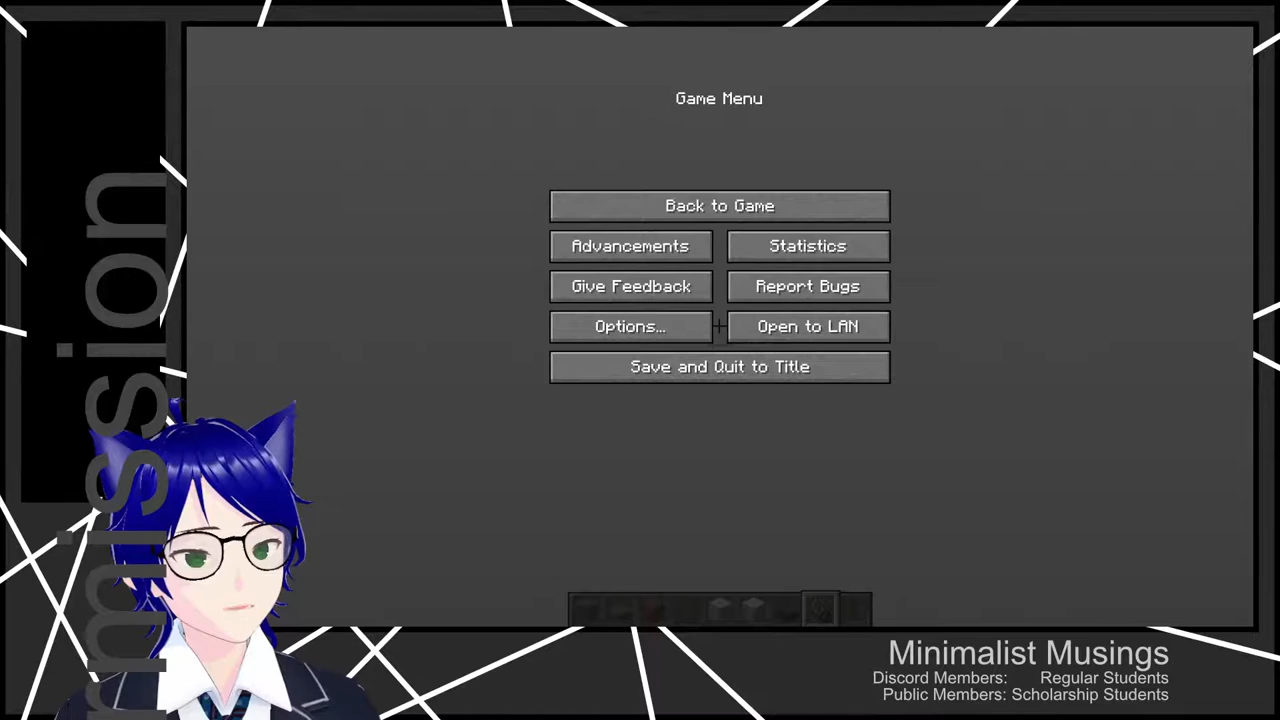 Game Menu
Back to Game
Advancements
Statistics
Give Feedback
Report Bugs
Options...
Open to LAN
Save and Quit to Title
rmission
Minimalist Musings
Discord Members: Regular Students
Public Members: Scholarship Students